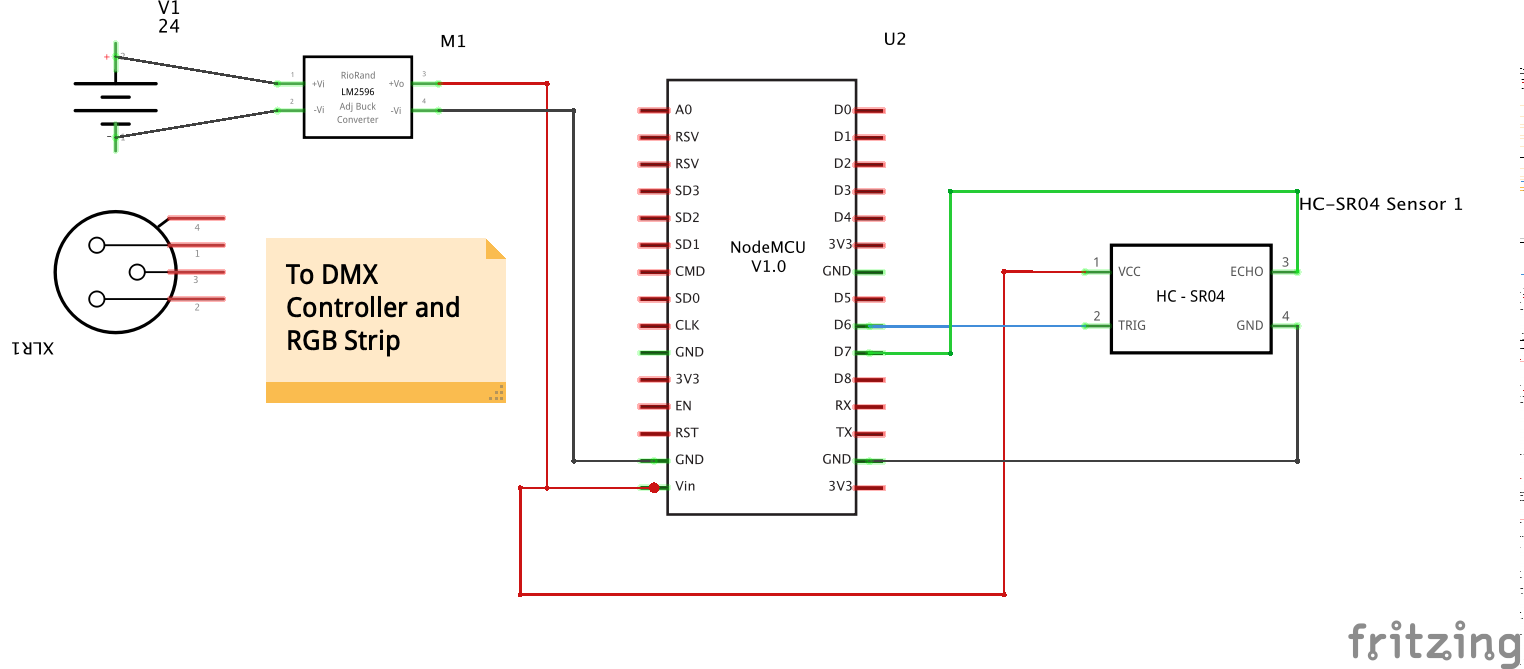 V1
24
+
2
-
1
M1
1
+Vi
2
-Vi
RioRand
LM2596
Adj Buck
Converter
3
+Vo
4
-Vi
XLR1
4
1
3
2
To DMX
Controller and
RGB Strip
U2
NodeMCU
V1.0
A0
RSV
RSV
SD3
SD2
SD1
CMD
SD0
CLK
GND
3V3
EN
RST
GND
Vin
D0
D1
D2
D3
D4
3V3
GND
D5
D6
D7
D8
RX
TX
GND
3V3
HC-SR04 Sensor 1
1
VCC
2
TRIG
HC - SR04
ECHO
3
GND
4
fritzing